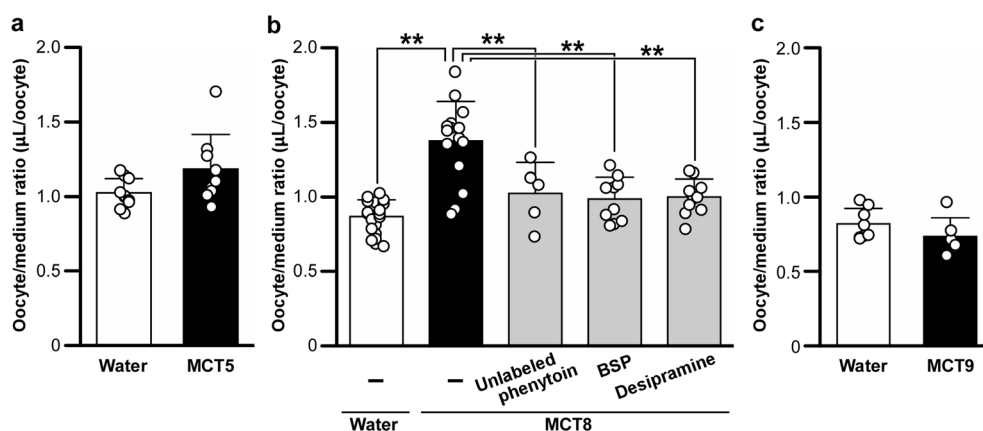 a
Oocyte/medium ratio (µL/oocyte)
2.0
1.5
1.0
0.5
0
Water
MCT5
b
Oocyte/medium ratio (µL/oocyte)
2.0
1.5
1.0
0.5
0
**
**
**
**
–
–
Unlabeled
phenytoin
BSP
Desipramine
Water
MCT8
c
Oocyte/medium ratio (µL/oocyte)
2.0
1.5
1.0
0.5
0
Water
MCT9